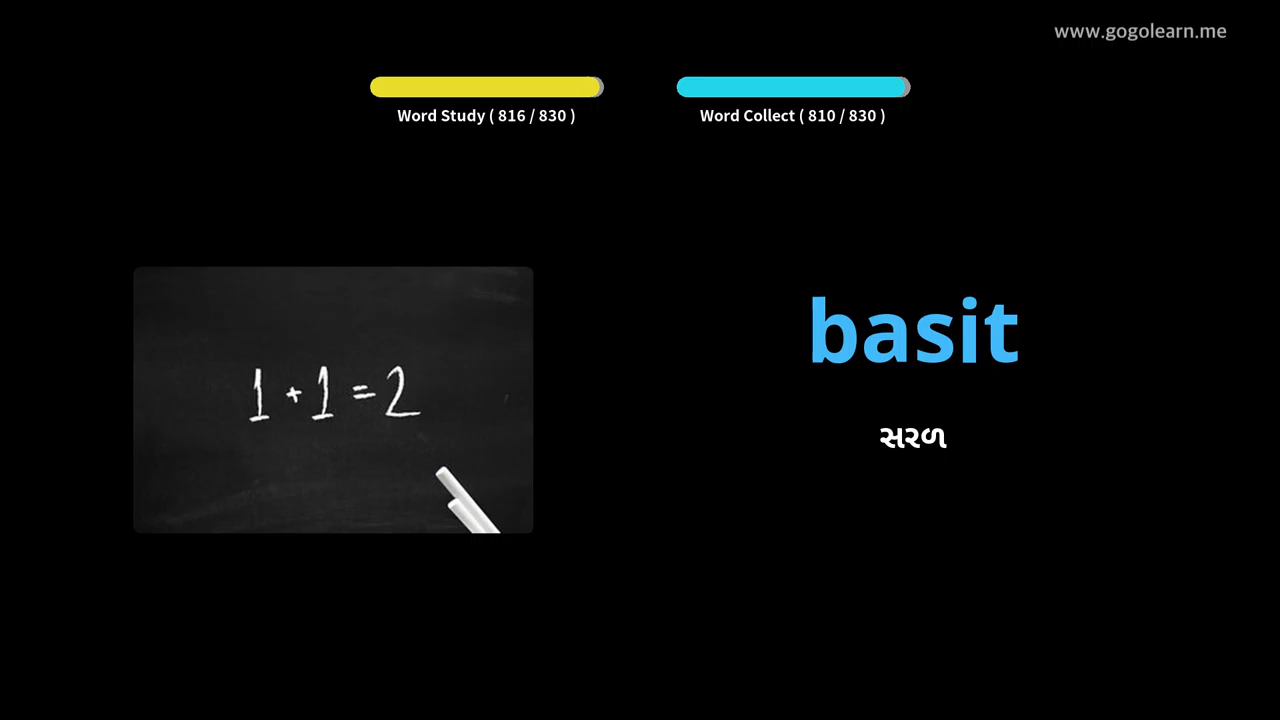 www.gogolearn.me
Word Study ( 816 / 830 )
Word Collect ( 810 / 830 )
1 + 1 = 2
basit
સરળ